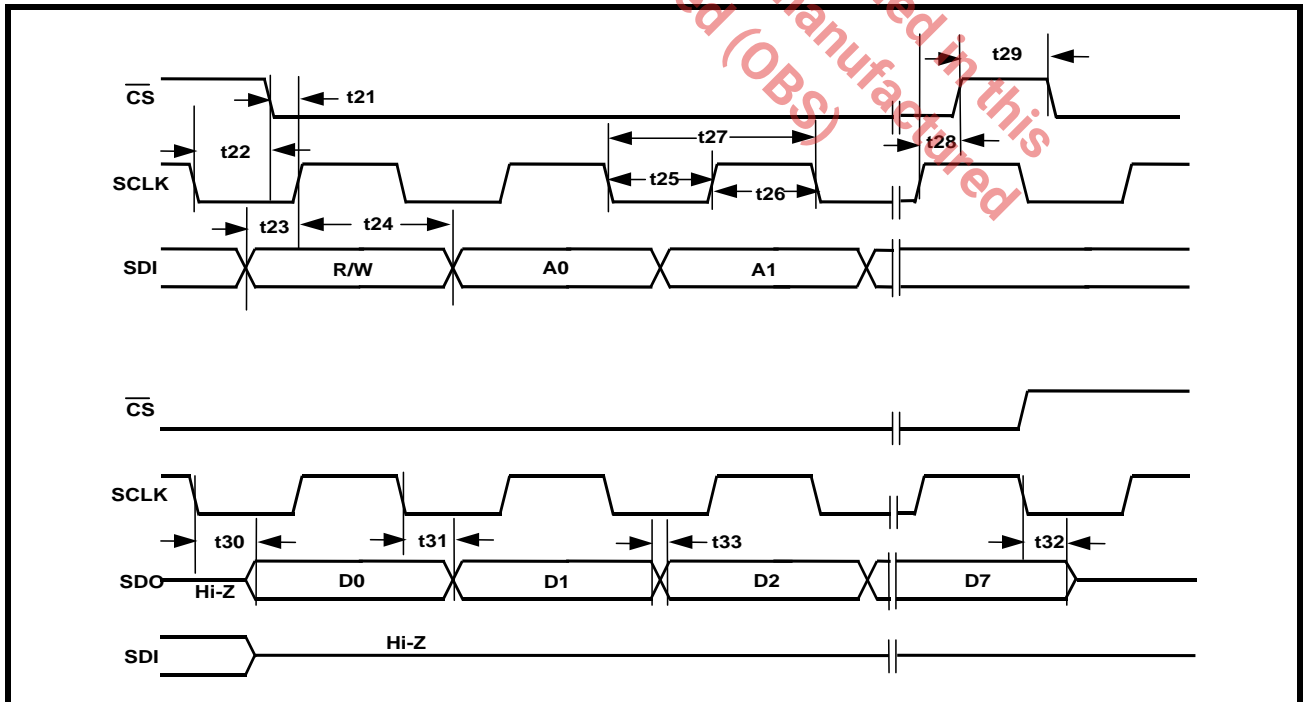 ed in this
manufactured
ed (OBS)
t29
CS
t21
t27
t22
t28
SCLK
t25
t26
t23
t24
SDI
R/W
A0
A1
CS
SCLK
t30
t31
t33
t32
SDO
Hi-Z
D0
D1
D2
D7
SDI
Hi-Z